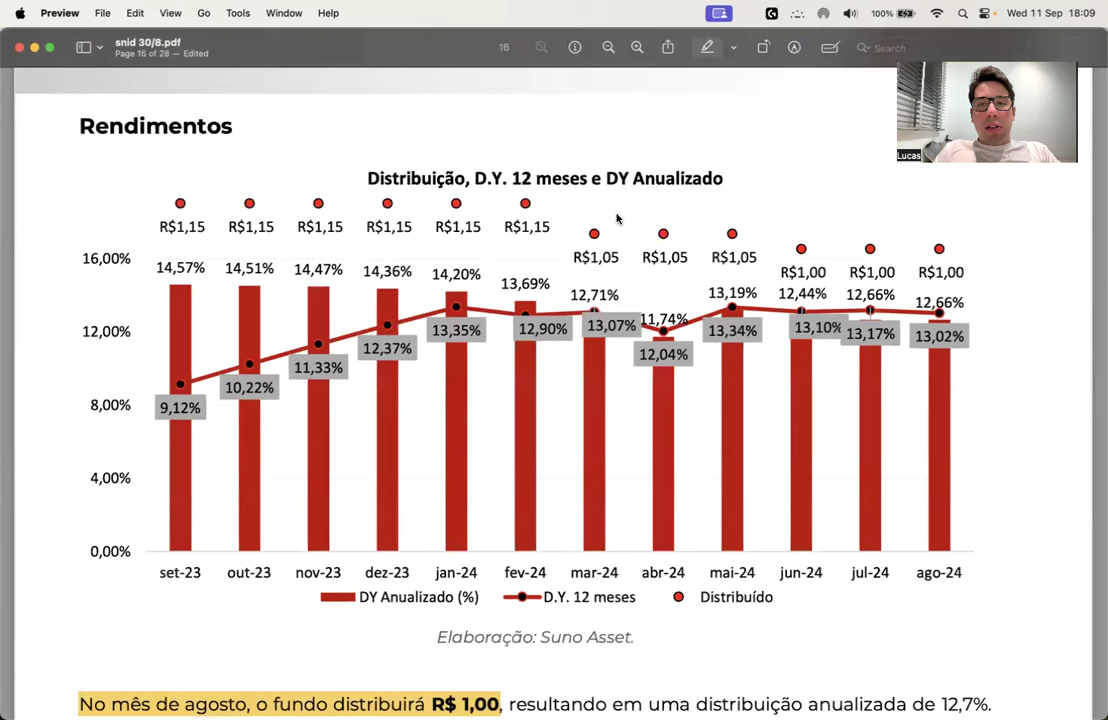 Preview File Edit View Go Tools Window Help 100% Wed 11 Sep 18:09
snid 30/8.pdf
Page 16 of 28 — Edited
16
Search
Lucas
Rendimentos
Distribuição, D.Y. 12 meses e DY Anualizado
R$1,15 R$1,15 R$1,15 R$1,15 R$1,15 R$1,15 R$1,05 R$1,05 R$1,05 R$1,00 R$1,00 R$1,00
16,00%
14,57% 14,51% 14,47% 14,36% 14,20% 13,69% 12,71% 11,74% 13,19% 12,44% 12,66% 12,66%
12,00%
9,12% 10,22% 11,33% 12,37% 13,35% 12,90% 13,07% 12,04% 13,34% 13,10% 13,17% 13,02%
8,00%
4,00%
0,00%
set-23 out-23 nov-23 dez-23 jan-24 fev-24 mar-24 abr-24 mai-24 jun-24 jul-24 ago-24
DY Anualizado (%) D.Y. 12 meses Distribuído
Elaboração: Suno Asset.
No mês de agosto, o fundo distribuirá R$ 1,00, resultando em uma distribuição anualizada de 12,7%.